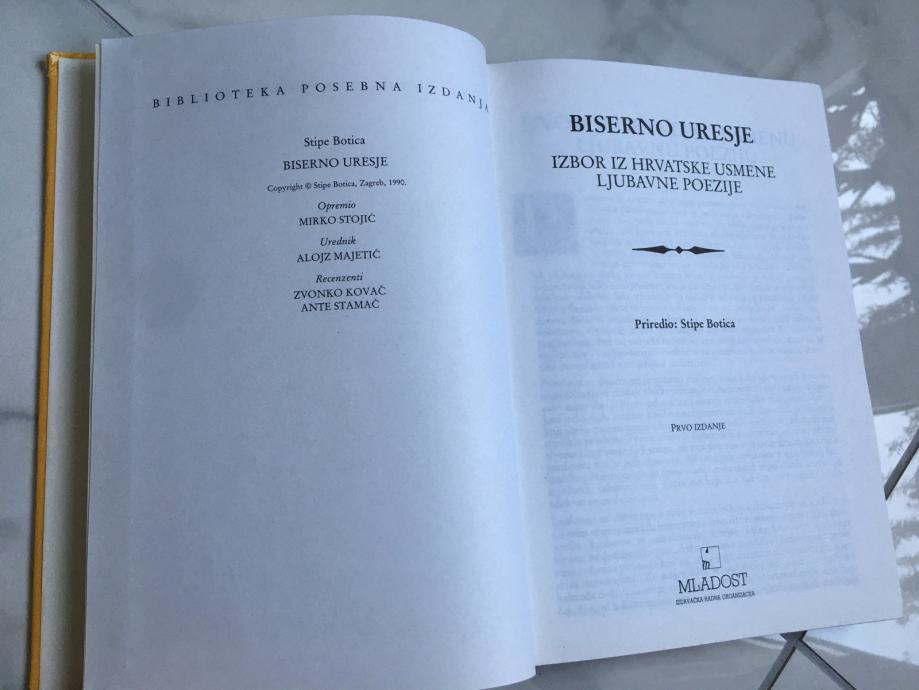 BIBLIOTEKA POSEBNA IZDANJA
Stipe Botica
BISERNO URESJE
Copyright © Stipe Botica, Zagreb, 1990.
Opremio
MIRKO STOJIĆ
Urednik
ALOJZ MAJETIĆ
Recenzenti
ZVONKO KOVAČ
ANTE STAMAĆ
BISERNO URESJE
IZBOR IZ HRVATSKE USMENE
LJUBAVNE POEZIJE
Priredio: Stipe Botica
PRVO IZDANJE
MLADOST
IZDAVAČKA RADNA ORGANIZACIJA